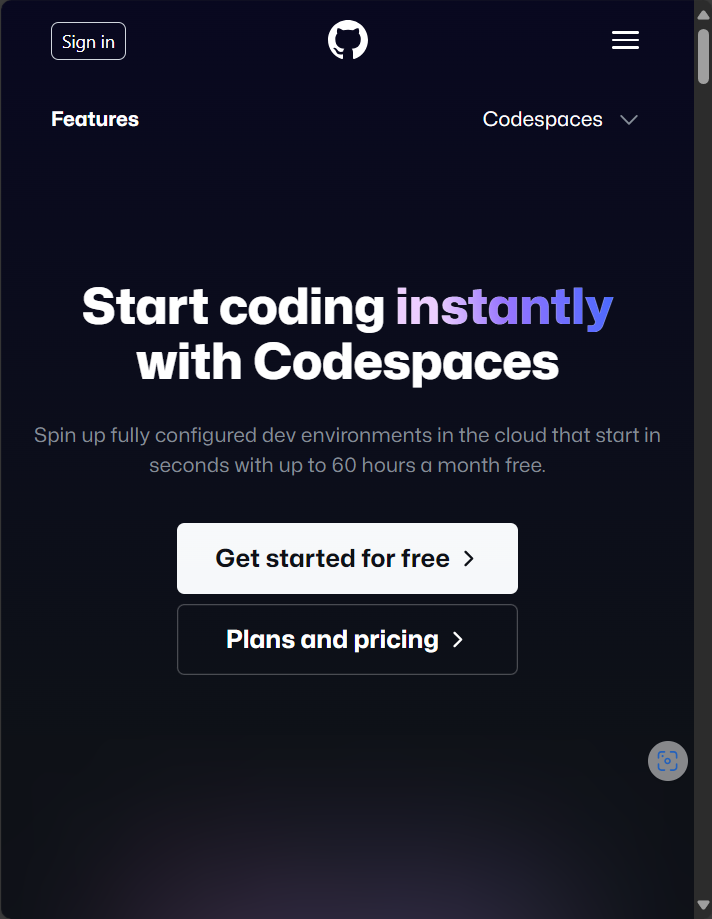 Sign in
Features
Codespaces
Start coding instantly
with Codespaces
Spin up fully configured dev environments in the cloud that start in
seconds with up to 60 hours a month free.
Get started for free
Plans and pricing